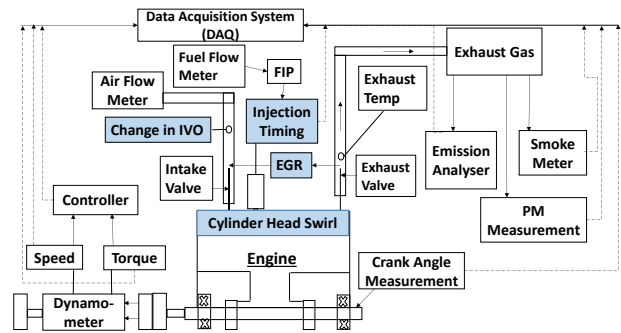 Data Acquisition System
(DAQ)
Fuel Flow
Meter
FIP
Exhaust Gas
Air Flow
Meter
Exhaust
Temp
Injection
Timing
Change in IVO
Emission
Analyser
Smoke
Meter
EGR
Intake
Valve
Exhaust
Valve
Controller
PM
Measurement
Cylinder Head Swirl
Speed
Torque
Engine
Crank Angle
Measurement
Dynamo-
meter